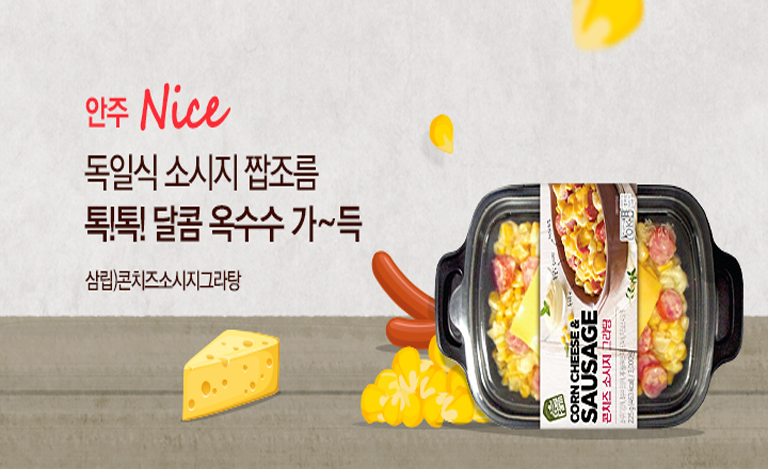 안주 Nice
독일식 소시지 짭조름
톡!톡! 달콤 옥수수 가~득
삼립)콘치즈소시지그라탕
CORN CHEESE &
SAUSAGE
콘치즈 소시지 그라탕